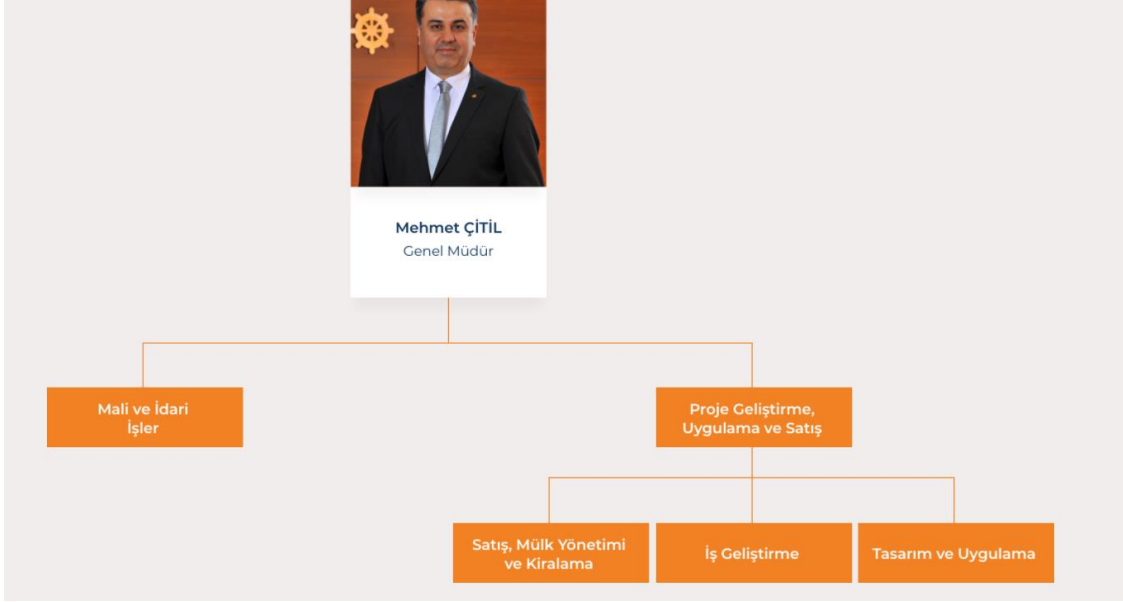 Mehmet ÇİTİL
Genel Müdür
Mali ve İdari
İşler
Proje Geliştirme,
Uygulama ve Satış
Satış, Mülk Yönetimi
ve Kiralama
İş Geliştirme
Tasarım ve Uygulama